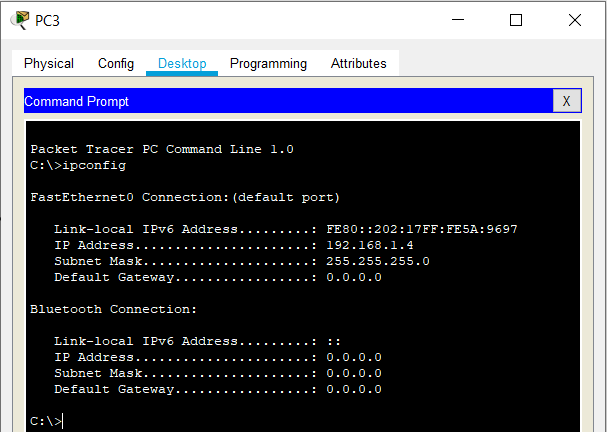 PC3
Physical Config Desktop Programming Attributes
Command Prompt X
Packet Tracer PC Command Line 1.0
C:\>ipconfig
FastEthernet0 Connection:(default port)
Link-local IPv6 Address.........: FE80::202:17FF:FE5A:9697
IP Address......................: 192.168.1.4
Subnet Mask.....................: 255.255.255.0
Default Gateway.................: 0.0.0.0
Bluetooth Connection:
Link-local IPv6 Address.........: ::
IP Address......................: 0.0.0.0
Subnet Mask.....................: 0.0.0.0
Default Gateway.................: 0.0.0.0
C:\>